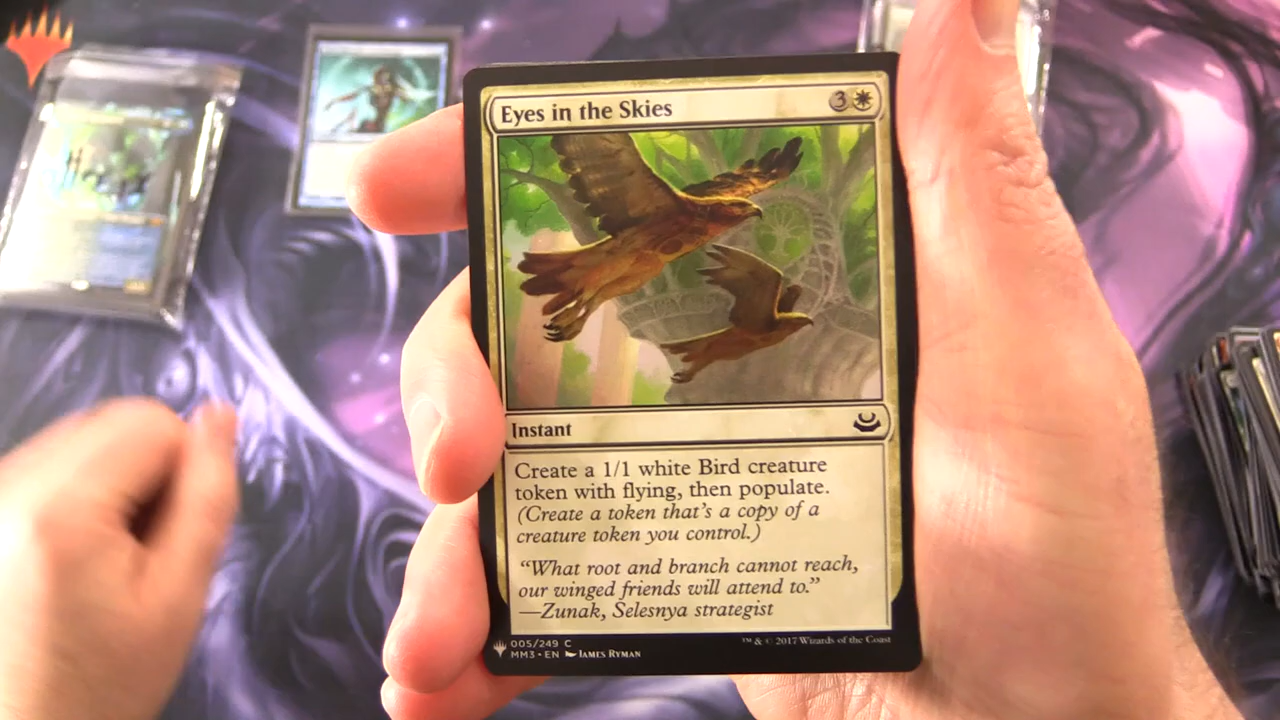 Eyes in the Skies 3
Instant
Create a 1/1 white Bird creature
token with flying, then populate.
(Create a token that's a copy of a
creature token you control.)
"What root and branch cannot reach,
our winged friends will attend to."
—Zunak, Selesnya strategist
005/249 C
MM3 • EN James Ryman
™ & © 2017 Wizards of the Coast